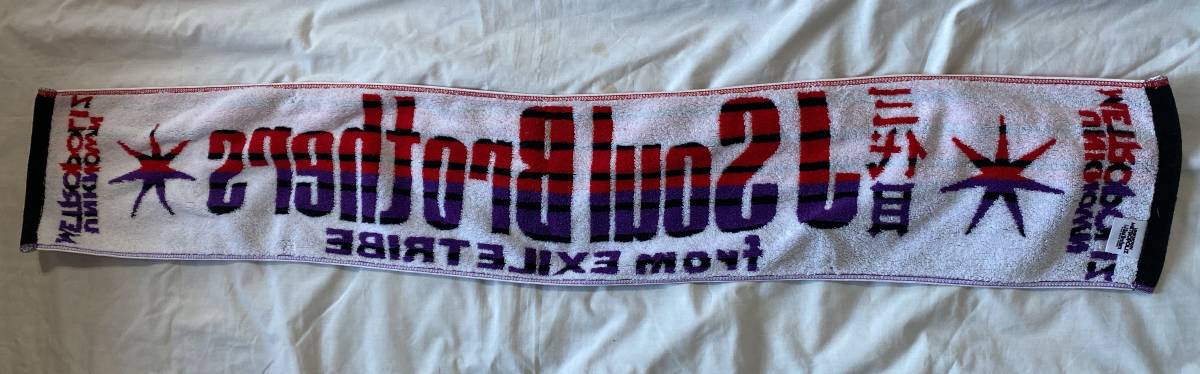 三代目
J Soul Brothers
from EXILE TRIBE
UNKNOWN
METROPOLIZ
UNKNOWN
METROPOLIZ